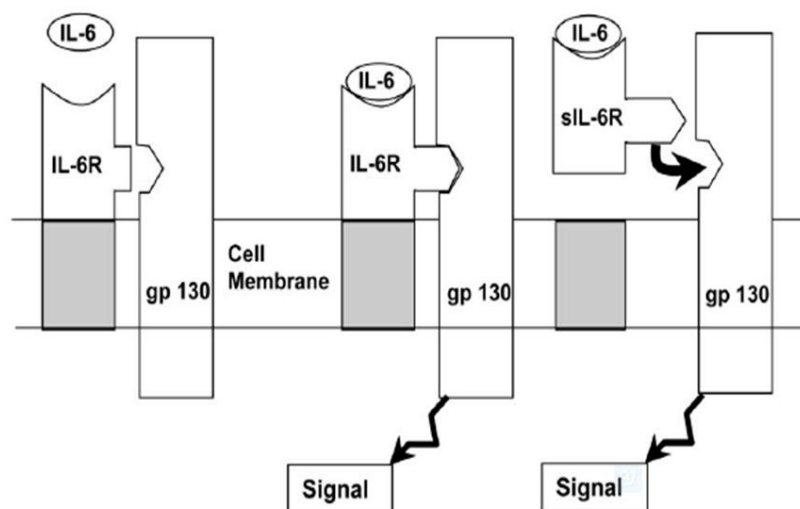 IL-6
IL-6
IL-6
sIL-6R
IL-6R
IL-6R
Cell
Membrane
gp 130
gp 130
gp 130
Signal
Signal